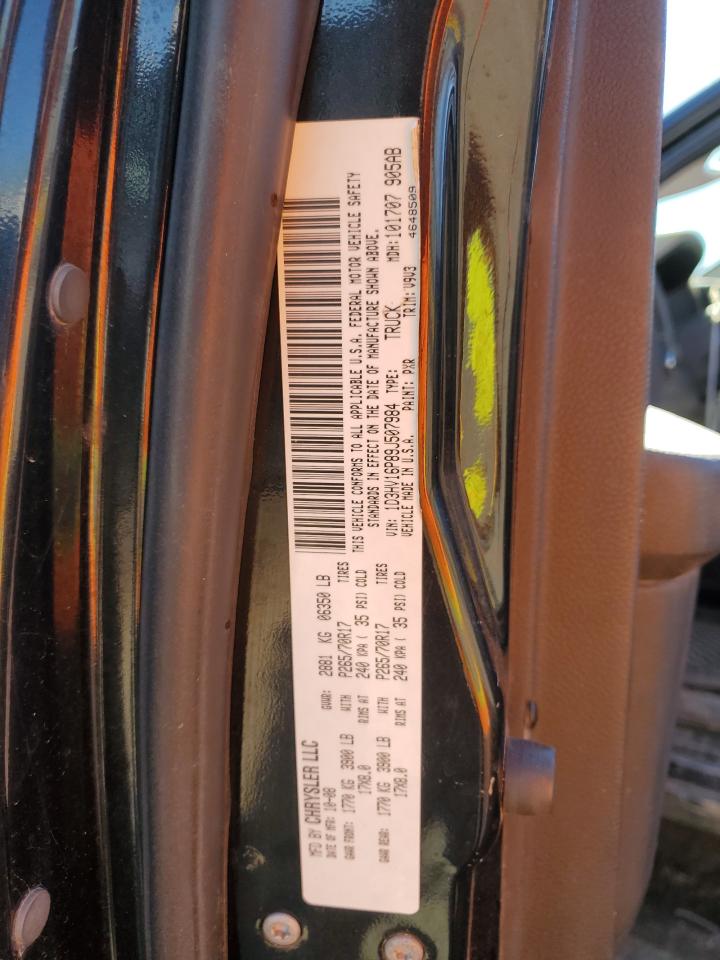 MFD BY CHRYSLER LLC
DATE OF MFR: 10-08 GVWR: 2881 KG 06350 LB
GAWR FRONT: 1770 KG 3900 LB WITH P265/70R17 TIRES
17X8.0 RIMS AT 240 KPA ( 35 PSI) COLD
GAWR REAR: 1770 KG 3900 LB WITH P265/70R17 TIRES
17X8.0 RIMS AT 240 KPA ( 35 PSI) COLD
THIS VEHICLE CONFORMS TO ALL APPLICABLE U.S.A. FEDERAL MOTOR VEHICLE SAFETY
STANDARDS IN EFFECT ON THE DATE OF MANUFACTURE SHOWN ABOVE.
VIN: 1D3HV16P89J507984 TYPE: TRUCK MDH: 101707 905AB
VEHICLE MADE IN U.S.A. PAINT: PXR TRIM: V9V3
4648509